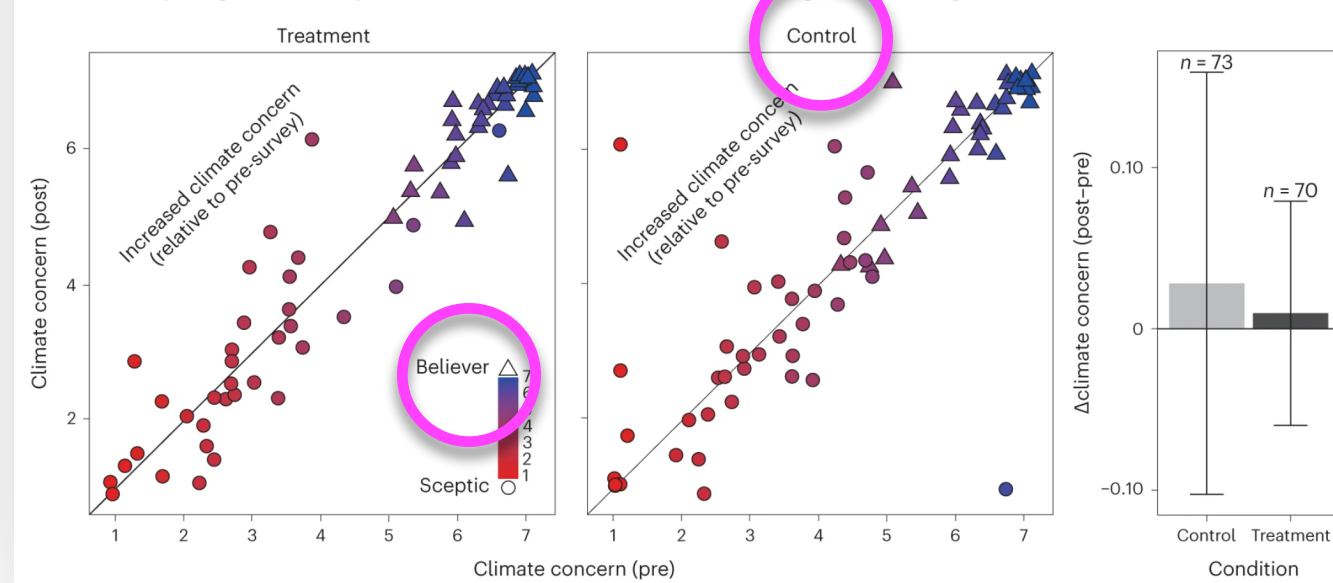 Treatment
Control
Increased climate concern
(relative to pre-survey)
Increased climate concern
(relative to pre-survey)
Climate concern (post)
6
4
2
Believer
7
6
4
3
2
1
Sceptic
1 2 3 4 5 6 7
1 2 3 4 5 6 7
Climate concern (pre)
Δclimate concern (post–pre)
n = 73
n = 70
0.10
0
–0.10
Control Treatment
Condition